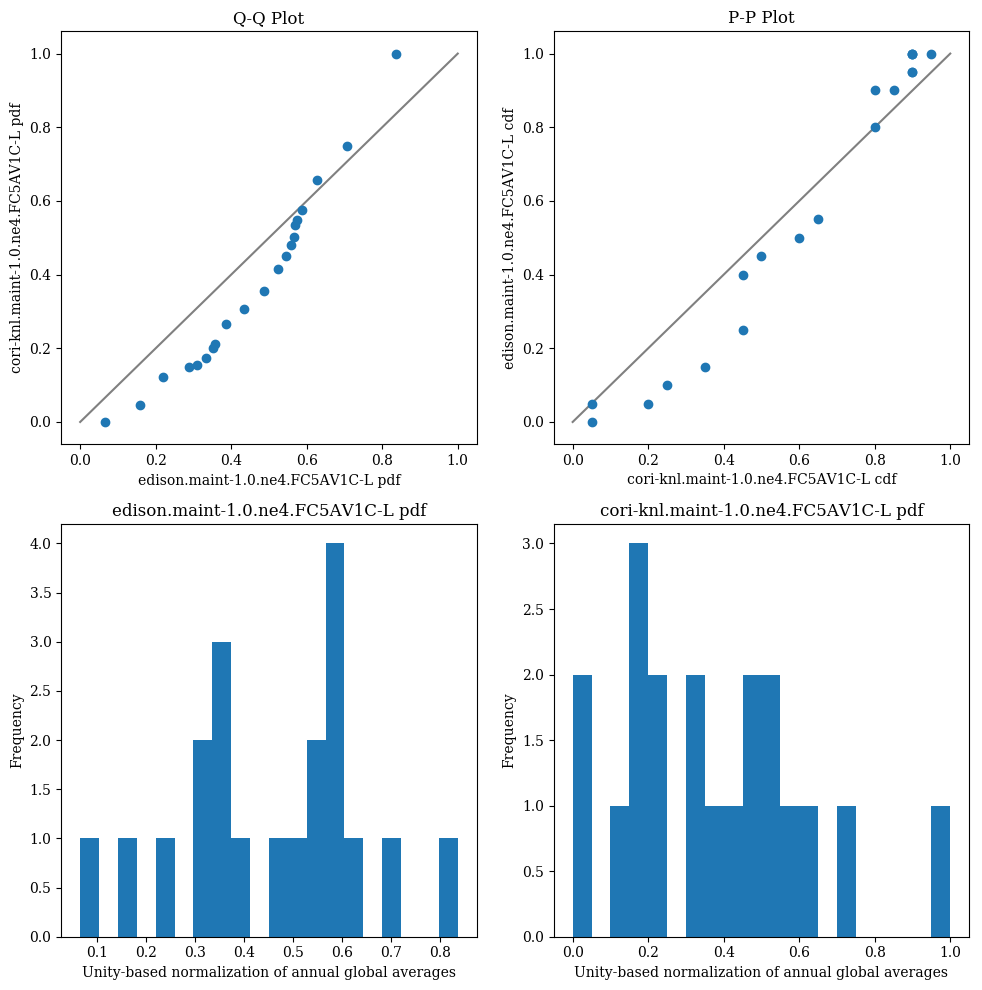 Q-Q Plot
cori-knl.maint-1.0.ne4.FC5AV1C-L pdf
1.0
0.8
0.6
0.4
0.2
0.0
0.0 0.2 0.4 0.6 0.8 1.0
edison.maint-1.0.ne4.FC5AV1C-L pdf
P-P Plot
edison.maint-1.0.ne4.FC5AV1C-L cdf
1.0
0.8
0.6
0.4
0.2
0.0
0.0 0.2 0.4 0.6 0.8 1.0
cori-knl.maint-1.0.ne4.FC5AV1C-L cdf
edison.maint-1.0.ne4.FC5AV1C-L pdf
Frequency
4.0
3.5
3.0
2.5
2.0
1.5
1.0
0.5
0.0
0.1 0.2 0.3 0.4 0.5 0.6 0.7 0.8
Unity-based normalization of annual global averages
cori-knl.maint-1.0.ne4.FC5AV1C-L pdf
Frequency
3.0
2.5
2.0
1.5
1.0
0.5
0.0
0.0 0.2 0.4 0.6 0.8 1.0
Unity-based normalization of annual global averages